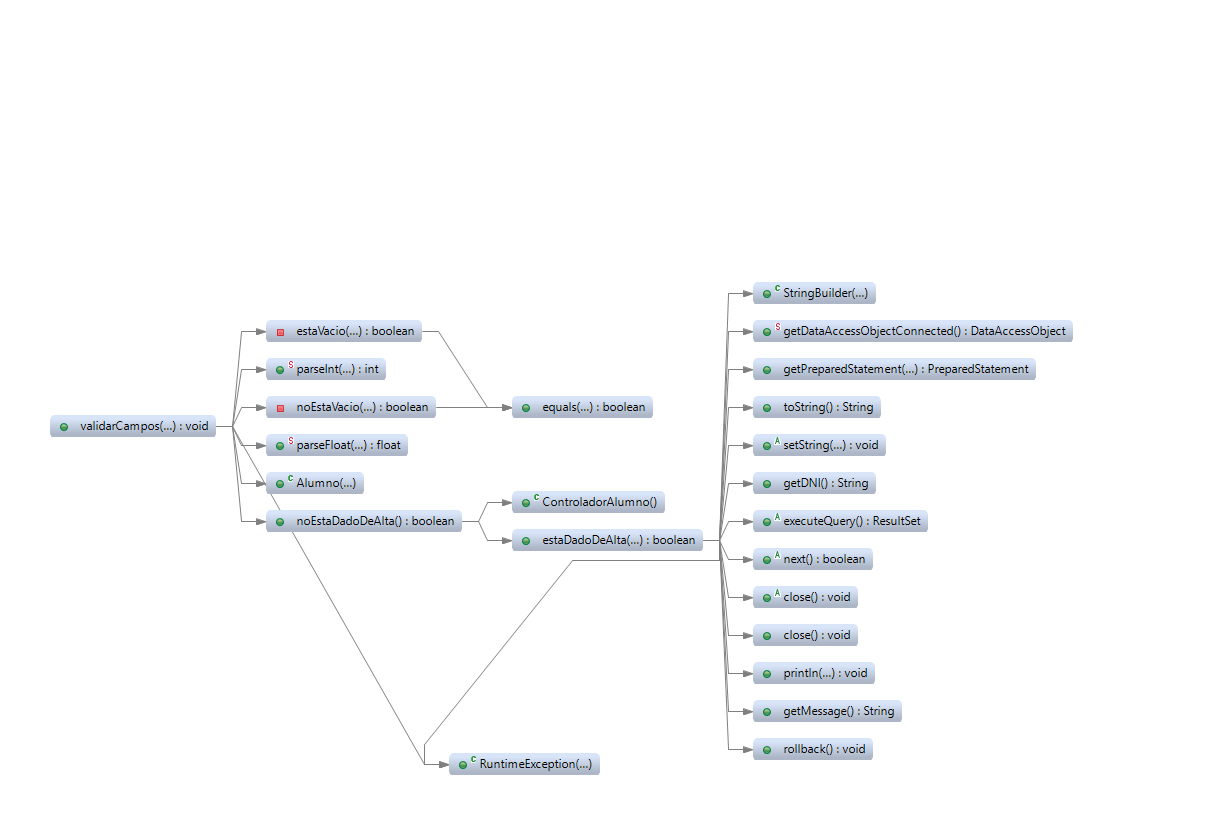 validarCampos(...) : void
estaVacio(...) : boolean
S parseInt(...) : int
noEstaVacio(...) : boolean
S parseFloat(...) : float
C Alumno(...)
noEstaDadoDeAlta() : boolean
equals(...) : boolean
C ControladorAlumno()
estaDadoDeAlta(...) : boolean
C RuntimeException(...)
C StringBuilder(...)
S getDataAccessObjectConnected() : DataAccessObject
getPreparedStatement(...) : PreparedStatement
toString() : String
A setString(...) : void
getDNI() : String
A executeQuery() : ResultSet
A next() : boolean
A close() : void
close() : void
println(...) : void
getMessage() : String
rollback() : void